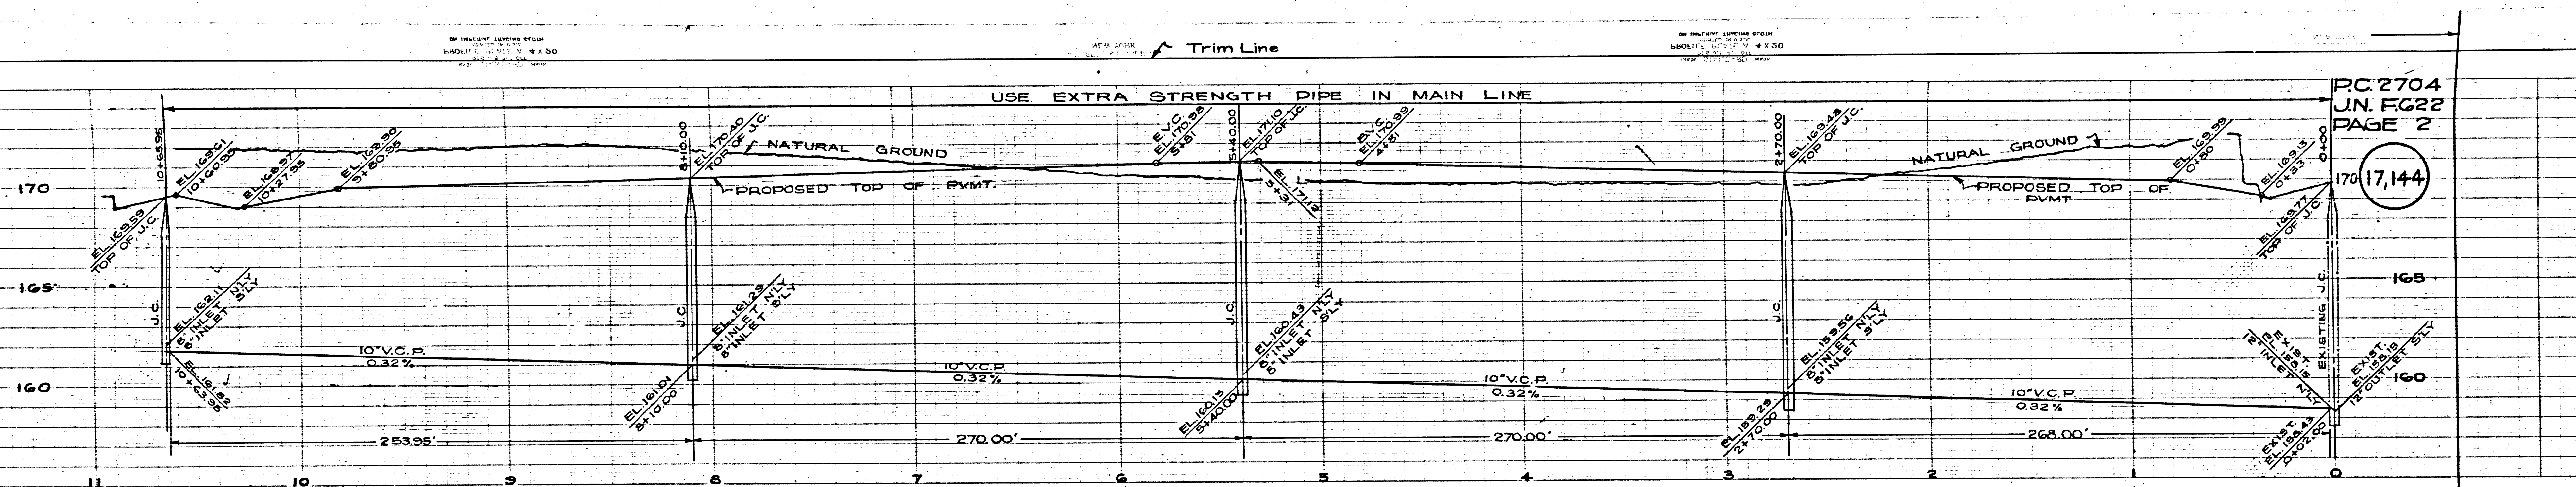 Trim Line
USE EXTRA STRENGTH PIPE IN MAIN LINE
P.C. 2704
J.N. F622
PAGE 2
17,144
10+65.95
EL. 169.61
10+60.95
EL. 168.97
10+27.95
EL. 169.90
9+80.95
8+10.00
EL. 170.40
TOP OF J.C.
NATURAL GROUND
PROPOSED TOP OF PVMT.
E.V.C.
EL. 170.98
5+81
5+40.00
EL. 171.10
TOP OF J.C.
B.V.C.
EL. 170.92
4+81
EL. 171.12
5+31
2+70.00
EL. 169.48
TOP OF J.C.
NATURAL GROUND
PROPOSED TOP OF
PVMT
EL. 169.99
0+80
EL. 169.13
0+33
0+00
EL. 169.77
TOP OF J.C.
170
170
EL. 169.59
TOP OF J.C.
165
165
J.C.
EL. 162.11
8" INLET N'LY
8" INLET S'LY
J.C.
EL. 161.29
8" INLET N'LY
8" INLET S'LY
J.C.
EL. 160.43
8" INLET N'LY
8" INLET S'LY
J.C.
EL. 159.56
8" INLET N'LY
8" INLET S'LY
EXISTING J.C.
EXIST.
EL. 158.15
12" INLET N'LY
EXIST.
EL. 158.15
12" OUTLET S'LY
160
160
10" V.C.P.
0.32%
10" V.C.P.
0.32%
10" V.C.P.
0.32%
10" V.C.P.
0.32%
EL. 161.82
10+63.95
EL. 161.01
8+10.00
EL. 160.15
5+40.00
EL. 159.29
2+70.00
EXIST.
EL. 158.43
0+02.00
253.95'
270.00'
270.00'
268.00'
11 10 9 8 7 6 5 4 3 2 1 0